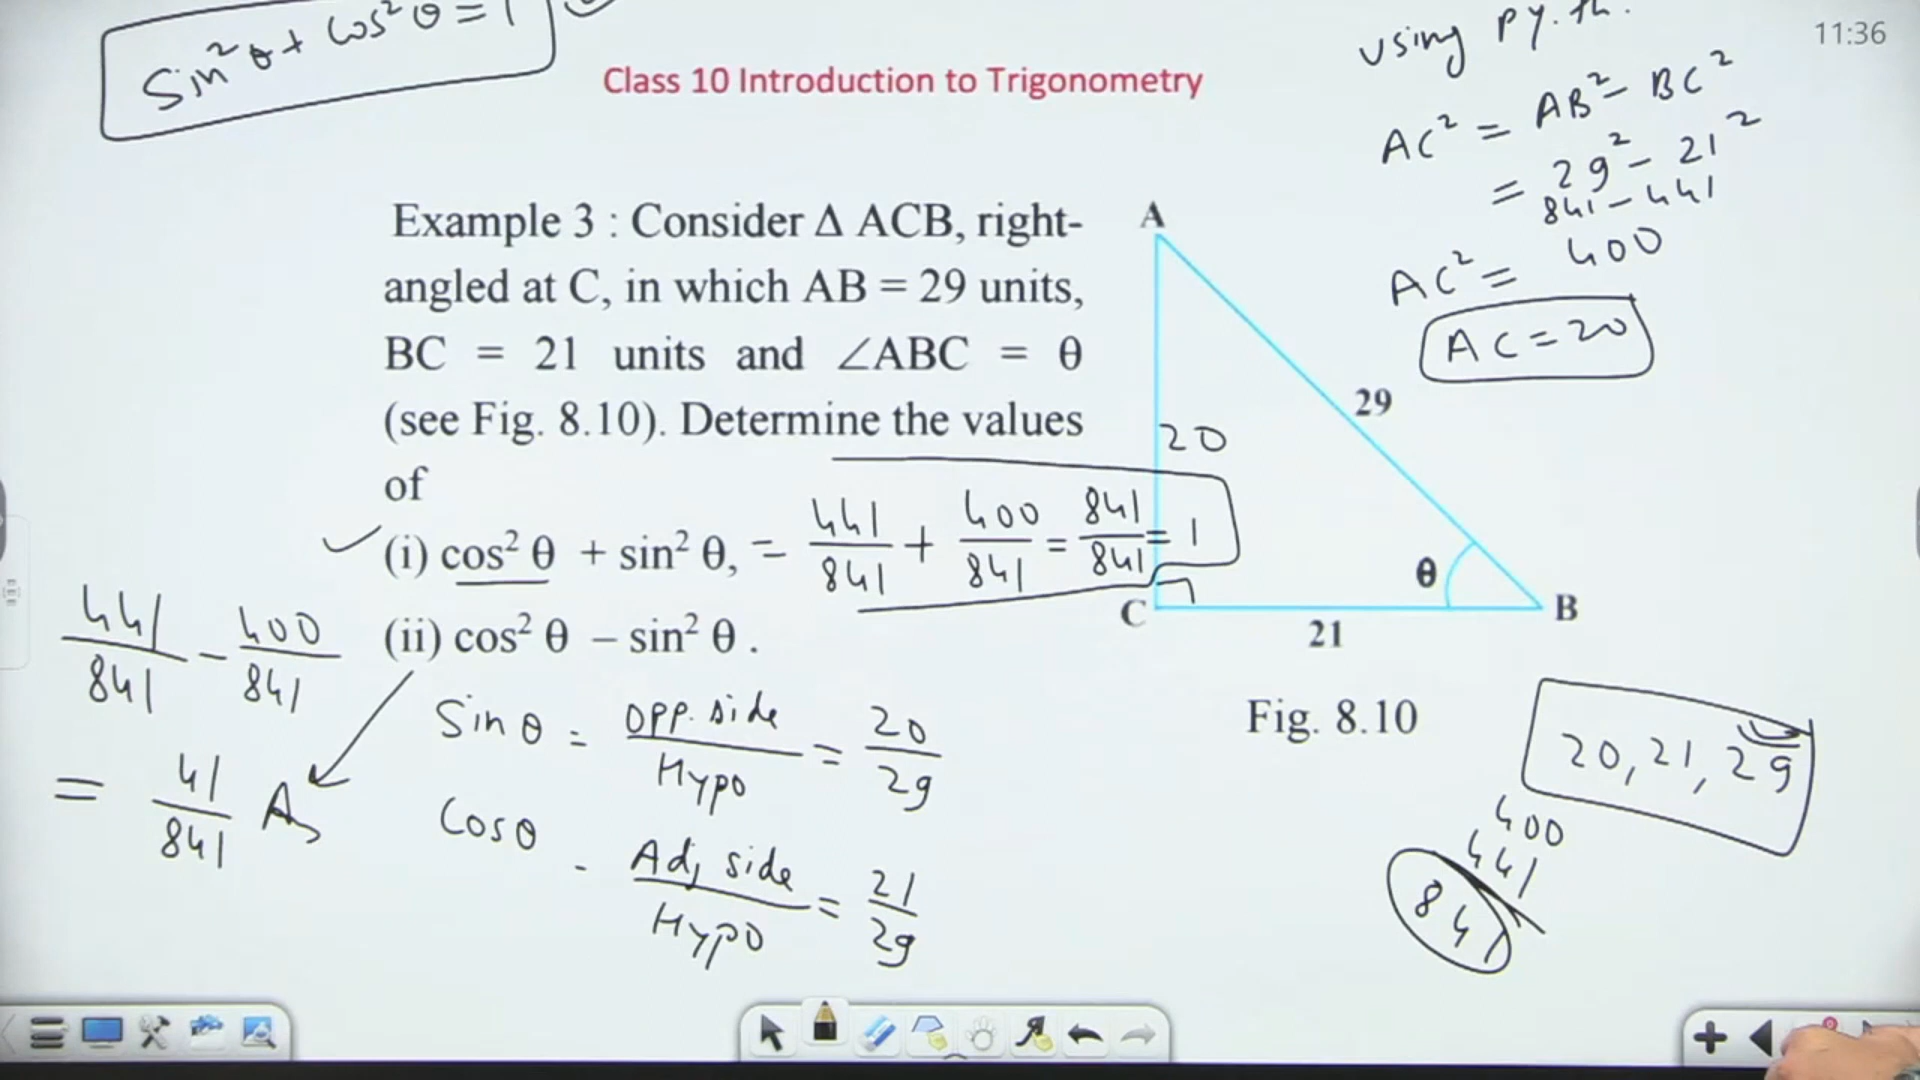 Sin² θ + Cos² θ = 1
using py. th.
11:36
Class 10 Introduction to Trigonometry
AC² = AB² – BC²
= 29² – 21²
841 – 441
AC² = 400
AC = 20
Example 3 : Consider Δ ACB, right-
angled at C, in which AB = 29 units,
BC = 21 units and ∠ABC = θ
(see Fig. 8.10). Determine the values
of
(i) cos² θ + sin² θ, = 441/841 + 400/841 = 841/841 = 1
(ii) cos² θ – sin² θ .
441/841 – 400/841
= 41/841 As
Sin θ = opp. side/Hypo = 20/29
Cos θ - Adj side/Hypo = 21/29
A
29
20
θ
C
B
21
Fig. 8.10
20, 21, 29
400
441
841